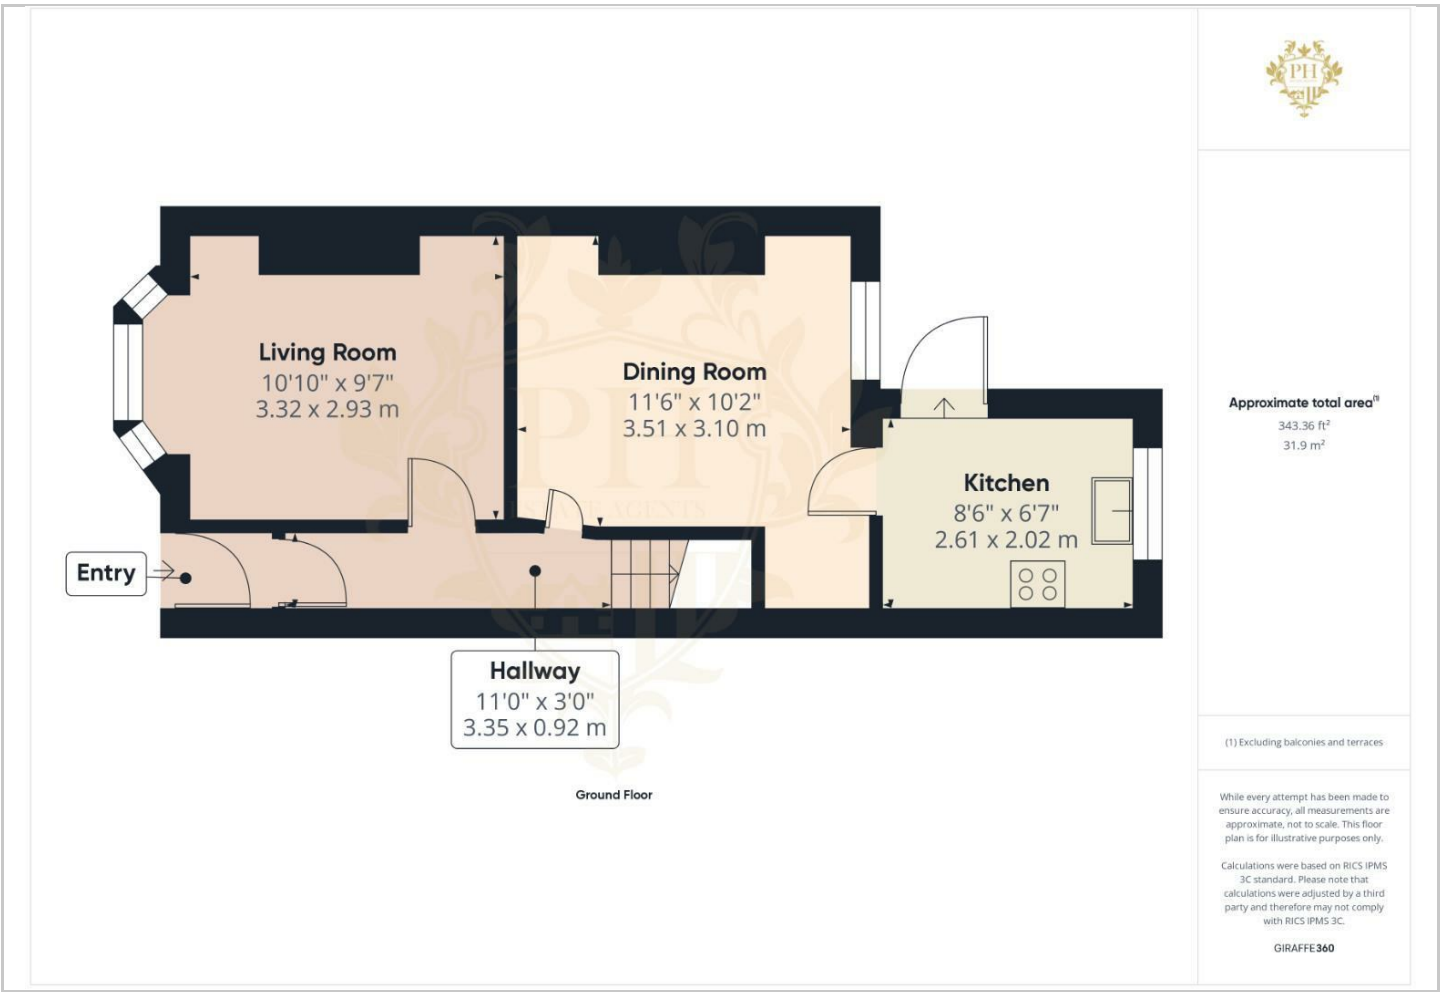 PH
Living Room
10'10" x 9'7"
3.32 x 2.93 m
Dining Room
11'6" x 10'2"
3.51 x 3.10 m
Kitchen
8'6" x 6'7"
2.61 x 2.02 m
Entry
Hallway
11'0" x 3'0"
3.35 x 0.92 m
PH
ESTATE AGENTS
Ground Floor
Approximate total area(1)
343.36 ft²
31.9 m²
(1) Excluding balconies and terraces
While every attempt has been made to
ensure accuracy, all measurements are
approximate, not to scale. This floor
plan is for illustrative purposes only.
Calculations were based on RICS IPMS
3C standard. Please note that
calculations were adjusted by a third
party and therefore may not comply
with RICS IPMS 3C.
GIRAFFE360